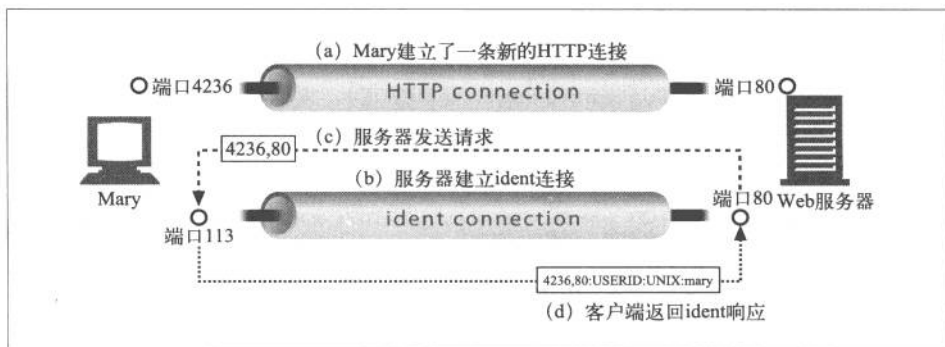 (a) Mary建立了一条新的HTTP连接
端口4236
HTTP connection
端口80
(c) 服务器发送请求
4236,80
(b) 服务器建立ident连接
Mary
端口80
Web服务器
端口113
ident connection
4236,80:USERID:UNIX:mary
(d) 客户端返回ident响应